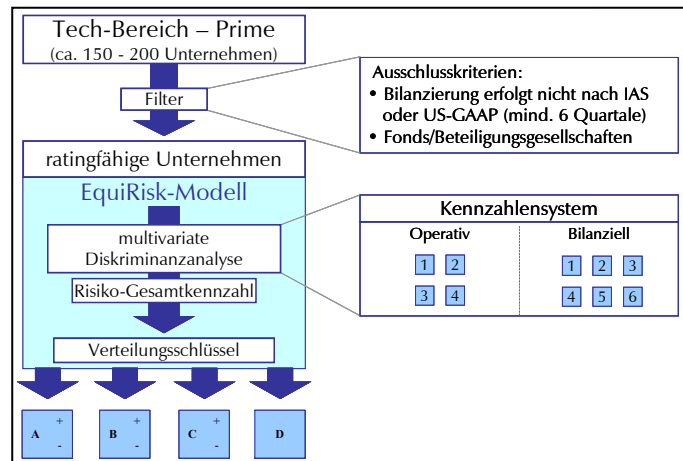 Tech-Bereich – Prime
(ca. 150 - 200 Unternehmen)
Filter
Ausschlusskriterien:
• Bilanzierung erfolgt nicht nach IAS
oder US-GAAP (mind. 6 Quartale)
• Fonds/Beteiligungsgesellschaften
ratingfähige Unternehmen
EquiRisk-Modell
multivariate
Diskriminanzanalyse
Risiko-Gesamtkennzahl
Verteilungsschlüssel
Kennzahlensystem
Operativ
Bilanziell
1 2
3 4
1 2 3
4 5 6
A + -
B + -
C + -
D